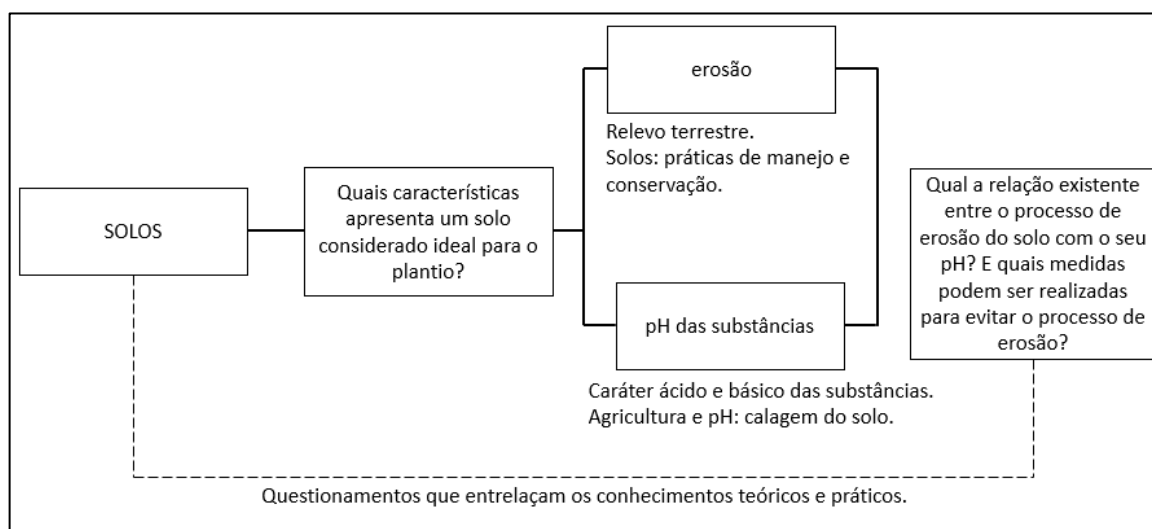 erosão
Relevo terrestre.
Solos: práticas de manejo e
conservação.
SOLOS
Quais características
apresenta um solo
considerado ideal para o
plantio?
Qual a relação existente
entre o processo de
erosão do solo com o seu
pH? E quais medidas
podem ser realizadas
para evitar o processo de
erosão?
pH das substâncias
Caráter ácido e básico das substâncias.
Agricultura e pH: calagem do solo.
Questionamentos que entrelaçam os conhecimentos teóricos e práticos.